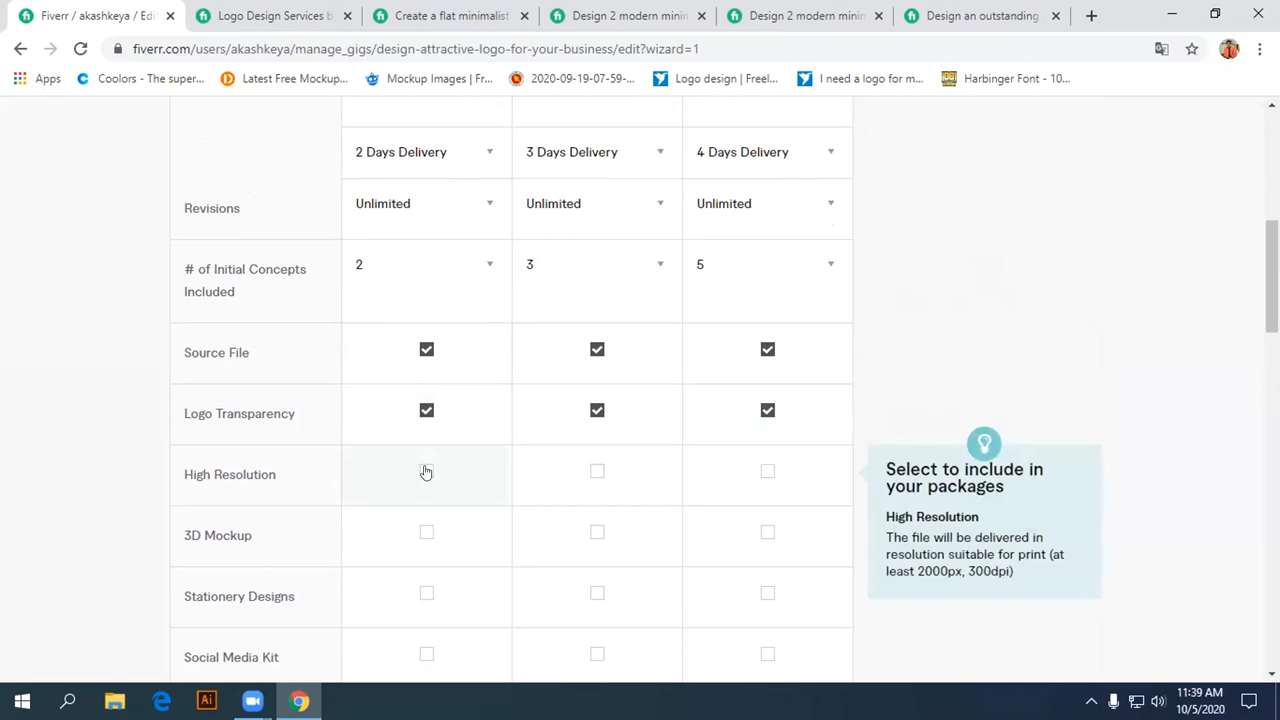 Fiverr / akashkeya / Edi
Logo Design Services b
Create a flat minimalist
Design 2 modern minim
Design 2 modern minim
Design an outstanding
fiverr.com/users/akashkeya/manage_gigs/design-attractive-logo-for-your-business/edit?wizard=1
Apps
Coolors - The super...
Latest Free Mockup...
Mockup Images | Fr...
2020-09-19-07-59-...
Logo design | Freel...
I need a logo for m...
Harbinger Font - 10...
2 Days Delivery
3 Days Delivery
4 Days Delivery
Revisions
Unlimited
Unlimited
Unlimited
# of Initial Concepts
Included
2
3
5
Source File
Logo Transparency
High Resolution
3D Mockup
Stationery Designs
Social Media Kit
Select to include in
your packages
High Resolution
The file will be delivered in
resolution suitable for print (at
least 2000px, 300dpi)
Ai
11:39 AM
10/5/2020